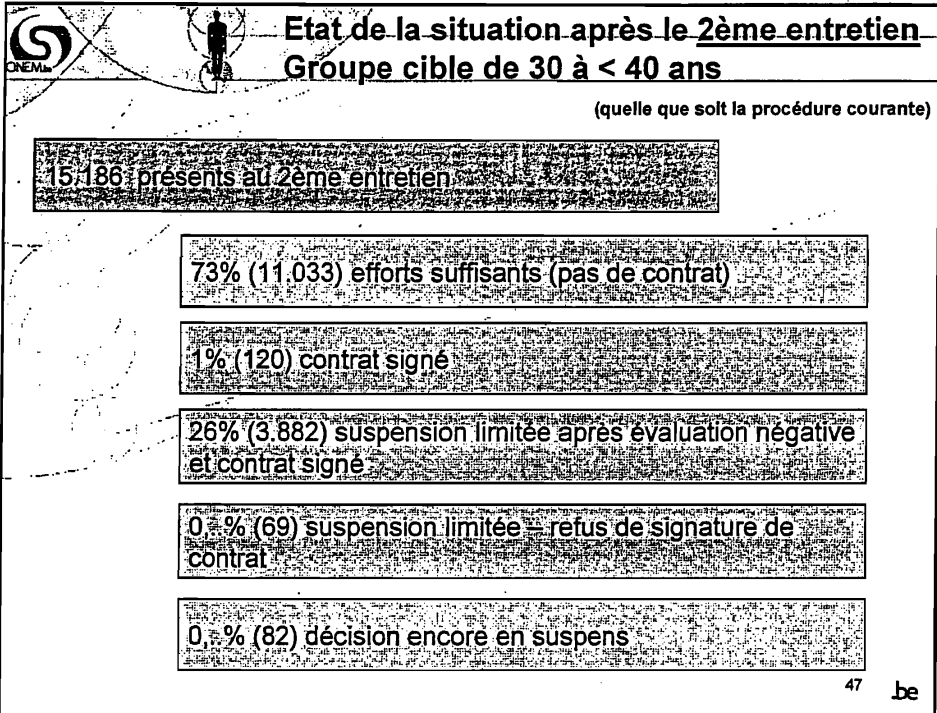 ONEM.be
Etat de la situation après le 2ème entretien
Groupe cible de 30 à < 40 ans
(quelle que soit la procédure courante)
15.186 présents au 2ème entretien
73% (11.033) efforts suffisants (pas de contrat)
1% (120) contrat signé
26% (3.882) suspension limitée après évaluation négative
et contrat signé
0,..% (69) suspension limitée – refus de signature de
contrat
0,..% (82) décision encore en suspens
47
.be